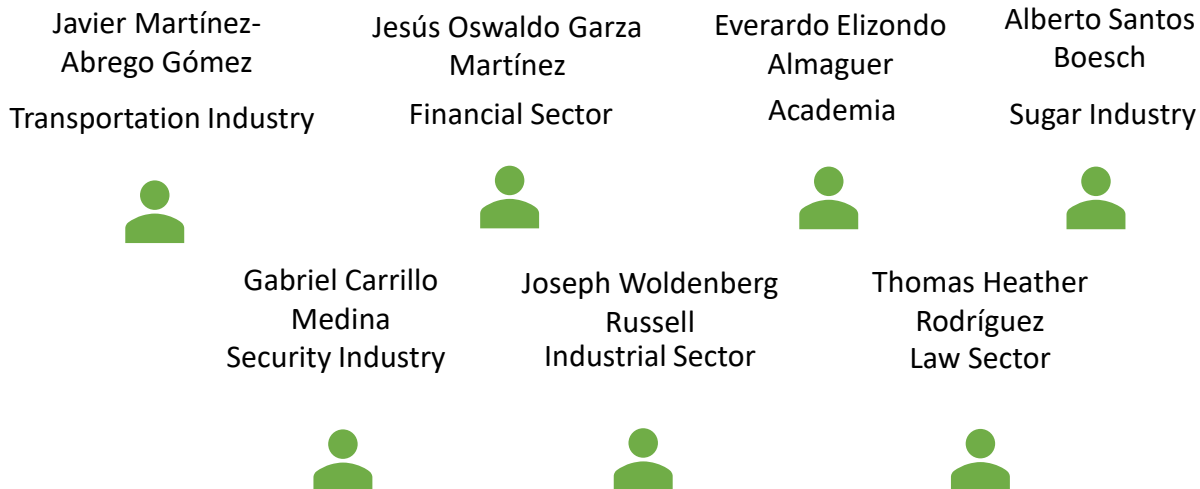 Javier Martínez-
Abrego Gómez
Transportation Industry
Jesús Oswaldo Garza
Martínez
Financial Sector
Everardo Elizondo
Almaguer
Academia
Alberto Santos
Boesch
Sugar Industry
Gabriel Carrillo
Medina
Security Industry
Joseph Woldenberg
Russell
Industrial Sector
Thomas Heather
Rodríguez
Law Sector